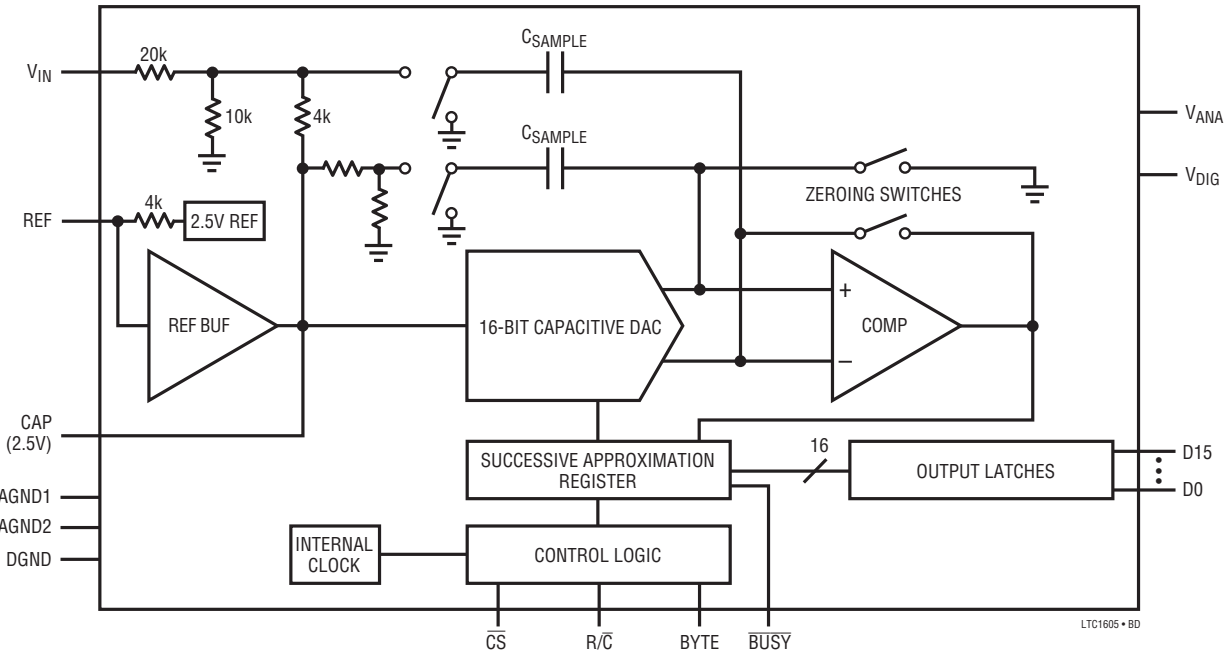 C_SAMPLE
20k
V_IN
10k
4k
V_ANA
C_SAMPLE
V_DIG
ZEROING SWITCHES
4k
REF
2.5V REF
+
REF BUF
16-BIT CAPACITIVE DAC
COMP
−
CAP
(2.5V)
16
SUCCESSIVE APPROXIMATION
REGISTER
OUTPUT LATCHES
D15
D0
AGND1
AGND2
DGND
INTERNAL
CLOCK
CONTROL LOGIC
LTC1605 • BD
C̅S̅
R/C̅
BYTE
B̅U̅S̅Y̅